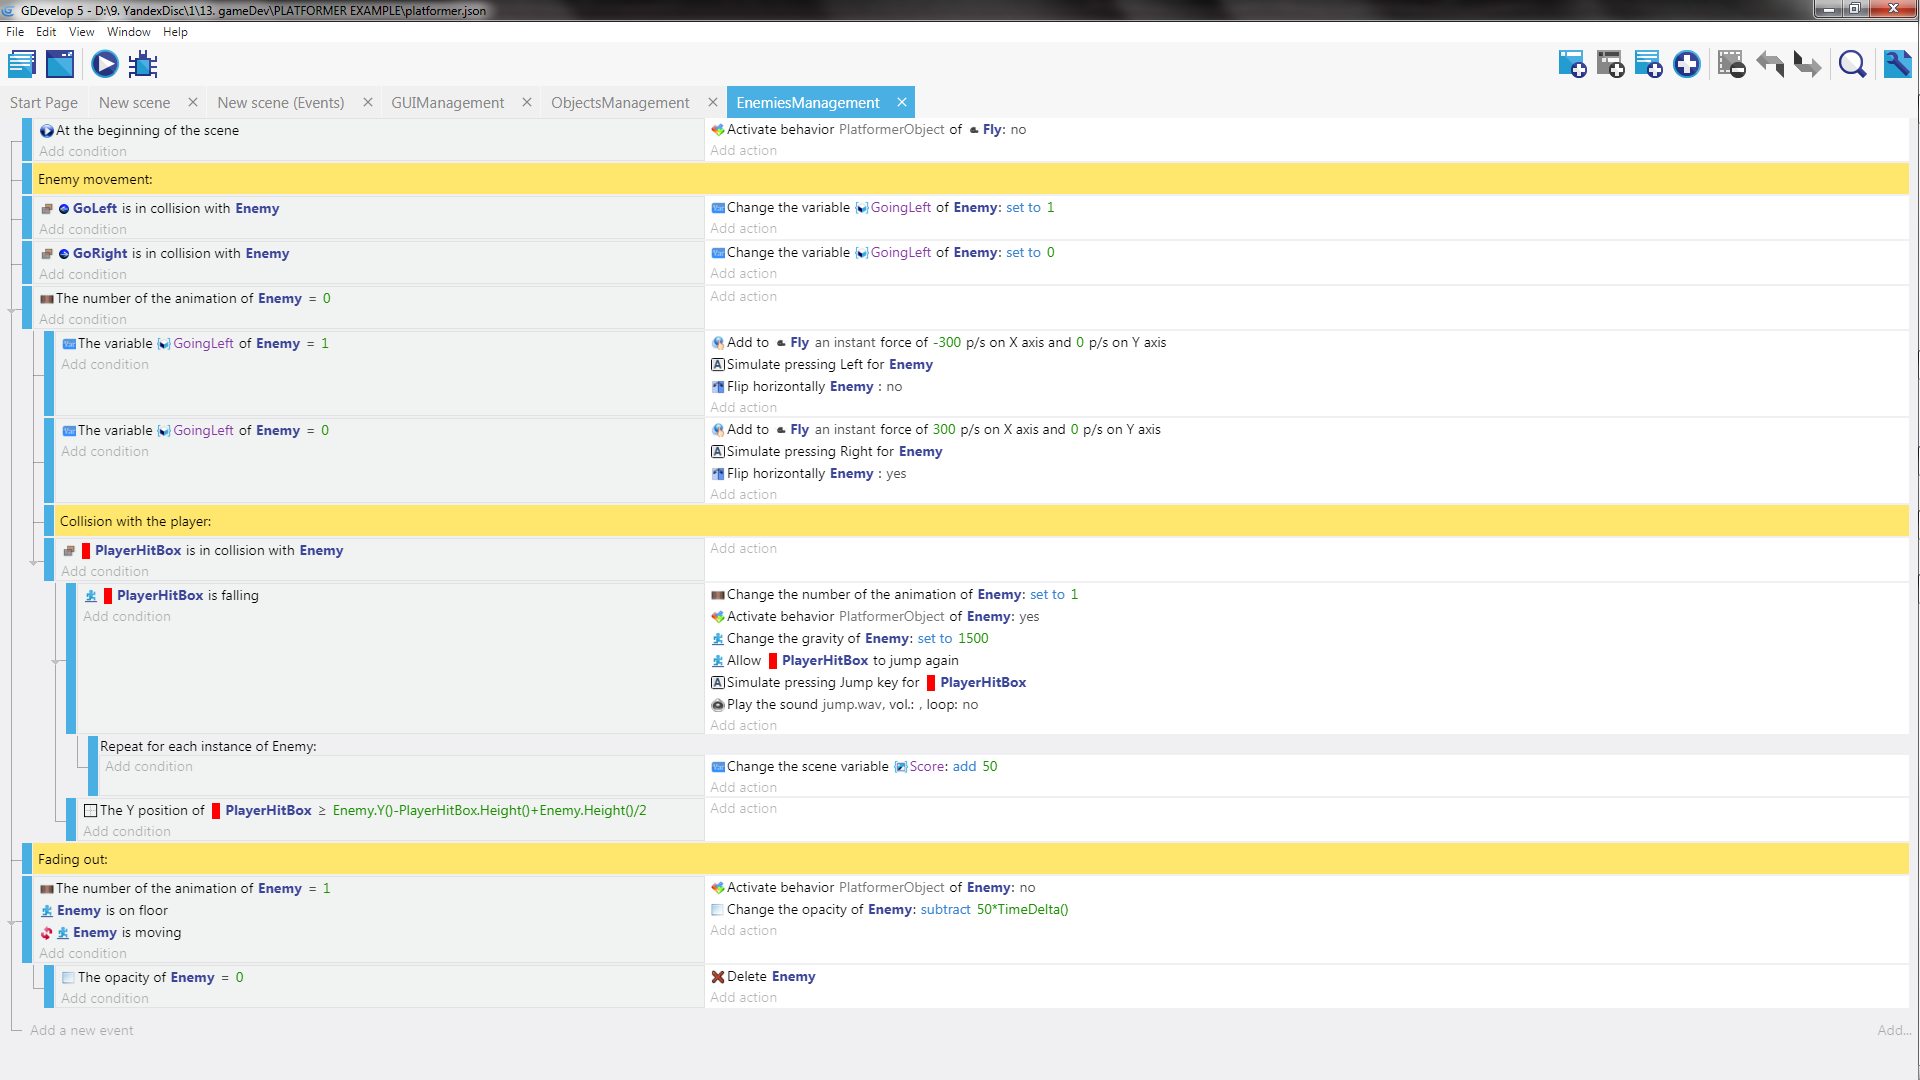 GDevelop 5 - D:\9. YandexDisc\1\13. gameDev\PLATFORMER EXAMPLE\platformer.json
File Edit View Window Help
Start Page New scene New scene (Events) GUIManagement ObjectsManagement EnemiesManagement
At the beginning of the scene
Add condition
Activate behavior PlatformerObject of Fly: no
Add action
Enemy movement:
GoLeft is in collision with Enemy
Add condition
Var Change the variable GoingLeft of Enemy: set to 1
Add action
GoRight is in collision with Enemy
Add condition
Var Change the variable GoingLeft of Enemy: set to 0
Add action
The number of the animation of Enemy = 0
Add condition
Add action
Var The variable GoingLeft of Enemy = 1
Add condition
Add to Fly an instant force of -300 p/s on X axis and 0 p/s on Y axis
A Simulate pressing Left for Enemy
Flip horizontally Enemy : no
Add action
Var The variable GoingLeft of Enemy = 0
Add condition
Add to Fly an instant force of 300 p/s on X axis and 0 p/s on Y axis
A Simulate pressing Right for Enemy
Flip horizontally Enemy : yes
Add action
Collision with the player:
PlayerHitBox is in collision with Enemy
Add condition
Add action
PlayerHitBox is falling
Add condition
Change the number of the animation of Enemy: set to 1
Activate behavior PlatformerObject of Enemy: yes
Change the gravity of Enemy: set to 1500
Allow PlayerHitBox to jump again
A Simulate pressing Jump key for PlayerHitBox
Play the sound jump.wav, vol.: , loop: no
Add action
Repeat for each instance of Enemy:
Add condition
Var Change the scene variable Score: add 50
Add action
The Y position of PlayerHitBox ≥ Enemy.Y()-PlayerHitBox.Height()+Enemy.Height()/2
Add condition
Add action
Fading out:
The number of the animation of Enemy = 1
Enemy is on floor
Enemy is moving
Add condition
Activate behavior PlatformerObject of Enemy: no
Change the opacity of Enemy: subtract 50*TimeDelta()
Add action
The opacity of Enemy = 0
Add condition
Delete Enemy
Add action
Add a new event
Add...